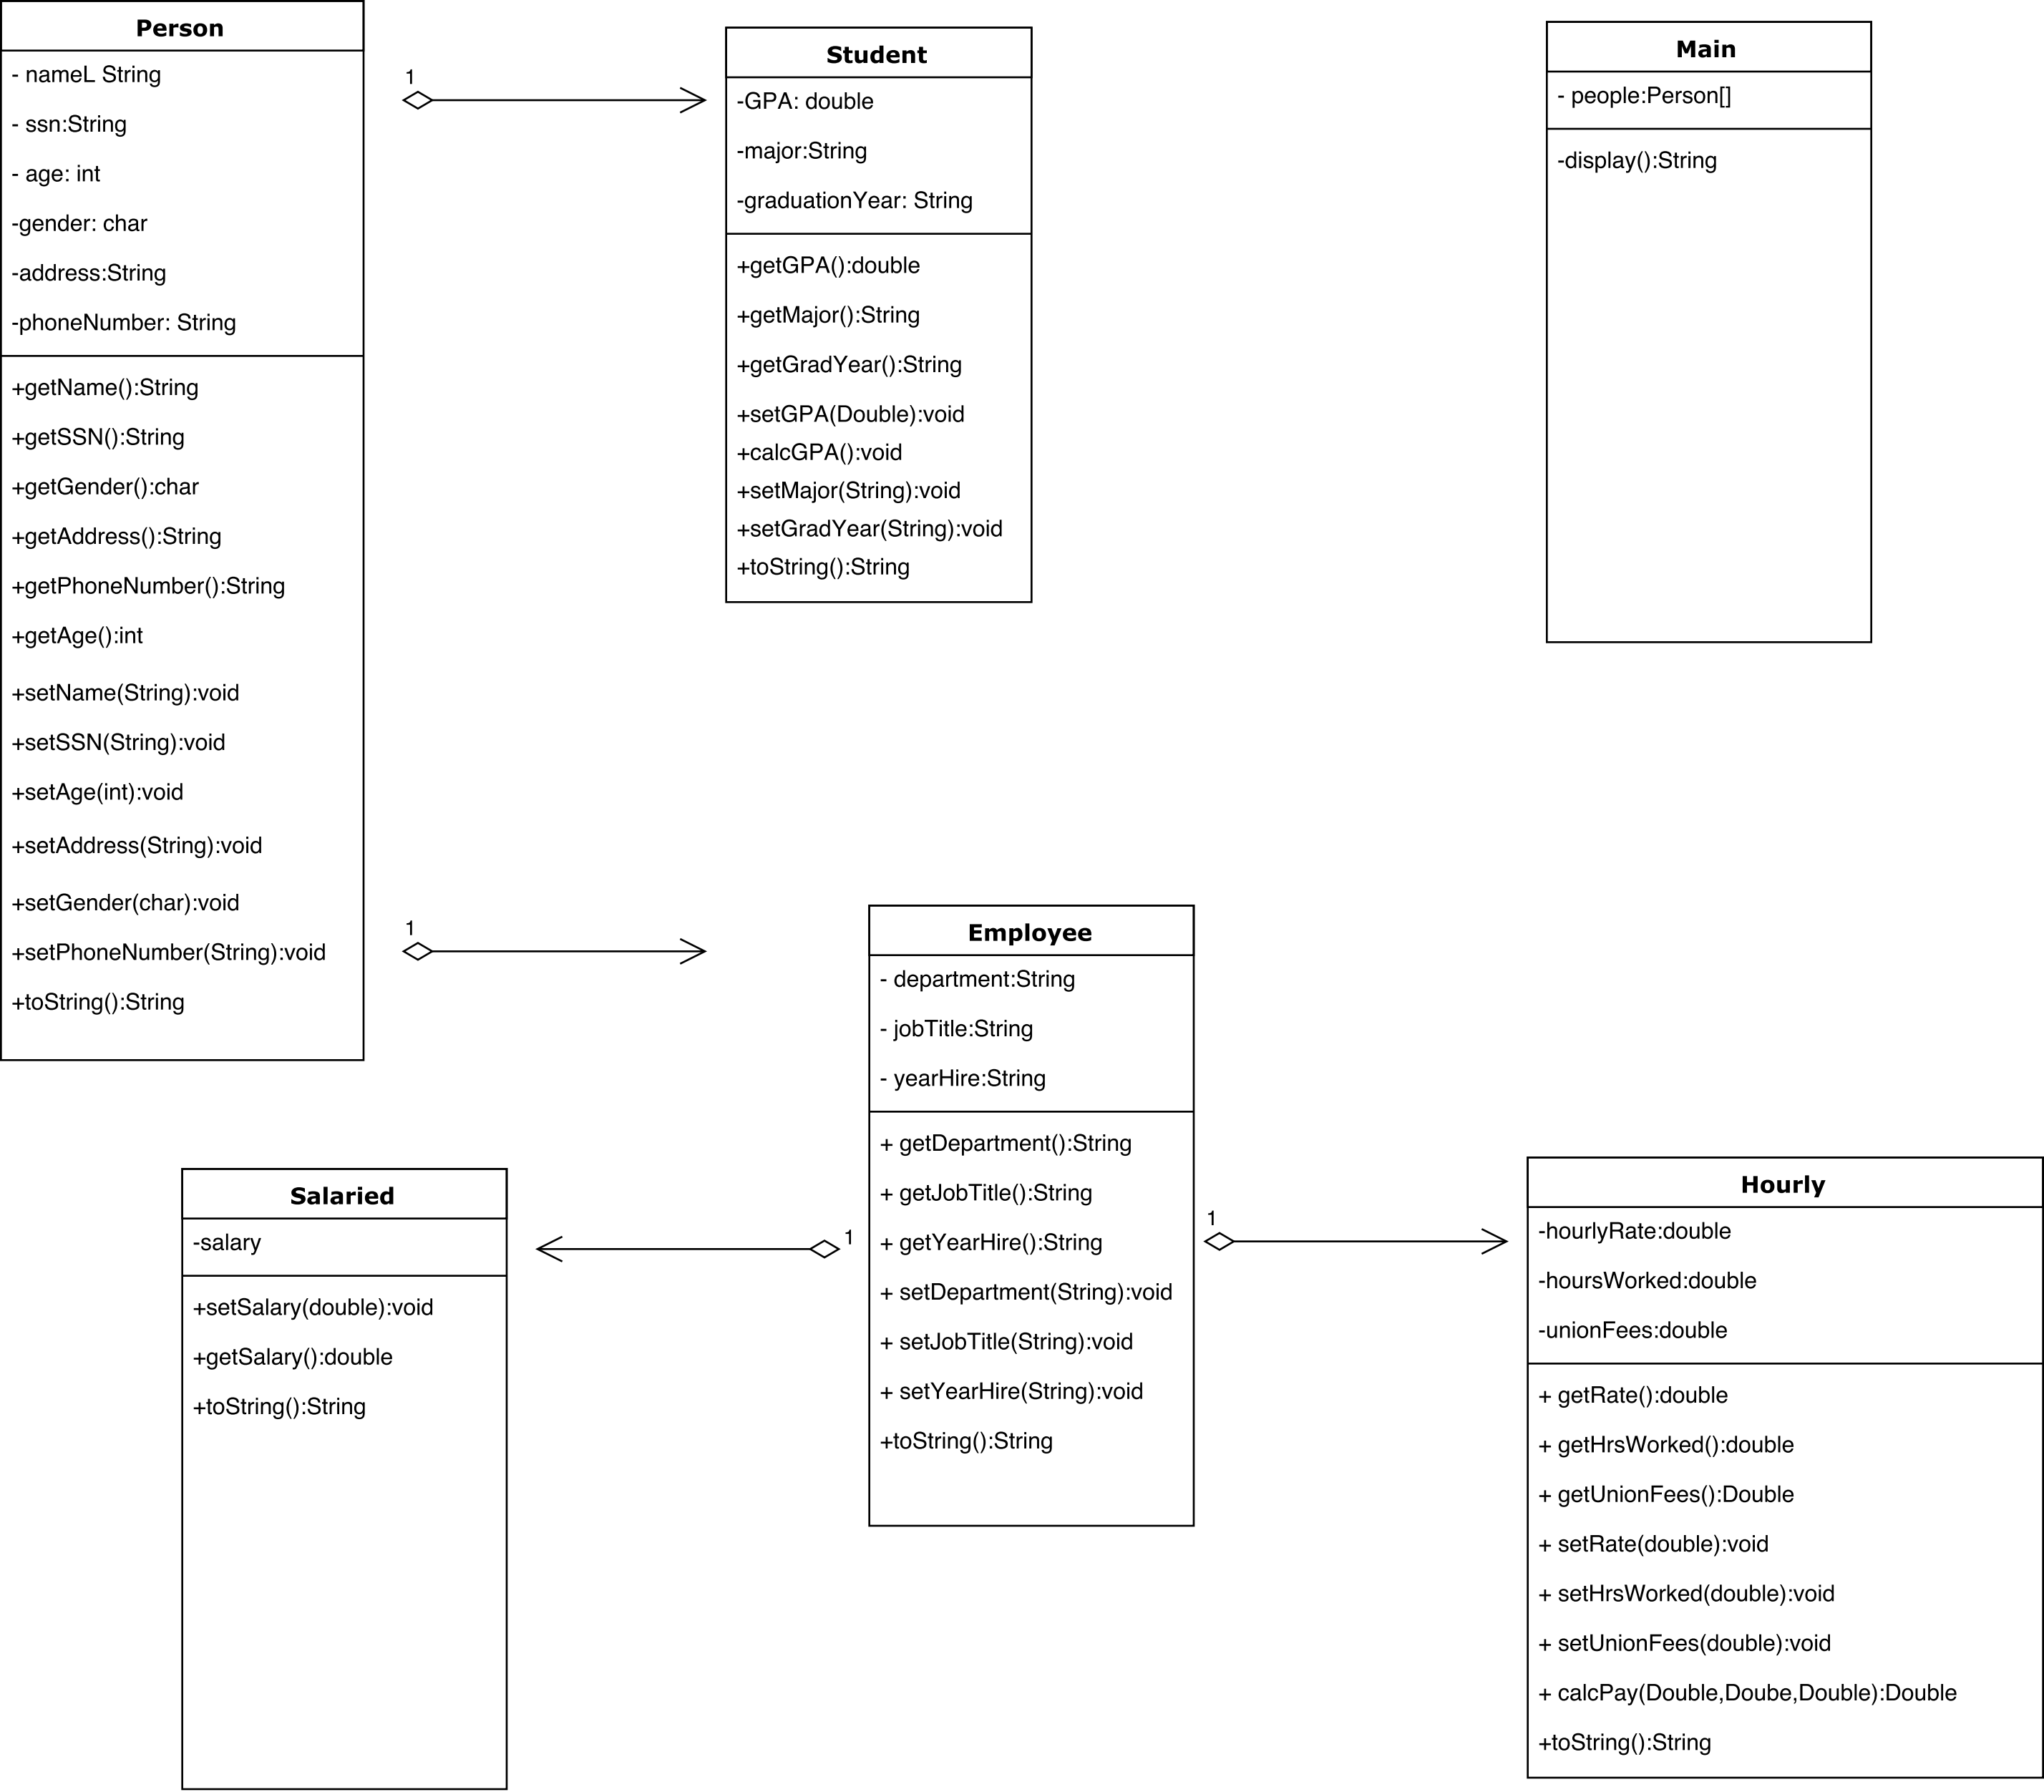 Person
- nameL String
- ssn:String
- age: int
-gender: char
-address:String
-phoneNumber: String
+getName():String
+getSSN():String
+getGender():char
+getAddress():String
+getPhoneNumber():String
+getAge():int
+setName(String):void
+setSSN(String):void
+setAge(int):void
+setAddress(String):void
+setGender(char):void
+setPhoneNumber(String):void
+toString():String
1
1
Student
-GPA: double
-major:String
-graduationYear: String
+getGPA():double
+getMajor():String
+getGradYear():String
+setGPA(Double):void
+calcGPA():void
+setMajor(String):void
+setGradYear(String):void
+toString():String
Main
- people:Person[]
-display():String
Employee
- department:String
- jobTitle:String
- yearHire:String
+ getDepartment():String
+ getJobTitle():String
+ getYearHire():String
+ setDepartment(String):void
+ setJobTitle(String):void
+ setYearHire(String):void
+toString():String
1
1
Salaried
-salary
+setSalary(double):void
+getSalary():double
+toString():String
Hourly
-hourlyRate:double
-hoursWorked:double
-unionFees:double
+ getRate():double
+ getHrsWorked():double
+ getUnionFees():Double
+ setRate(double):void
+ setHrsWorked(double):void
+ setUnionFees(double):void
+ calcPay(Double,Doube,Double):Double
+toString():String